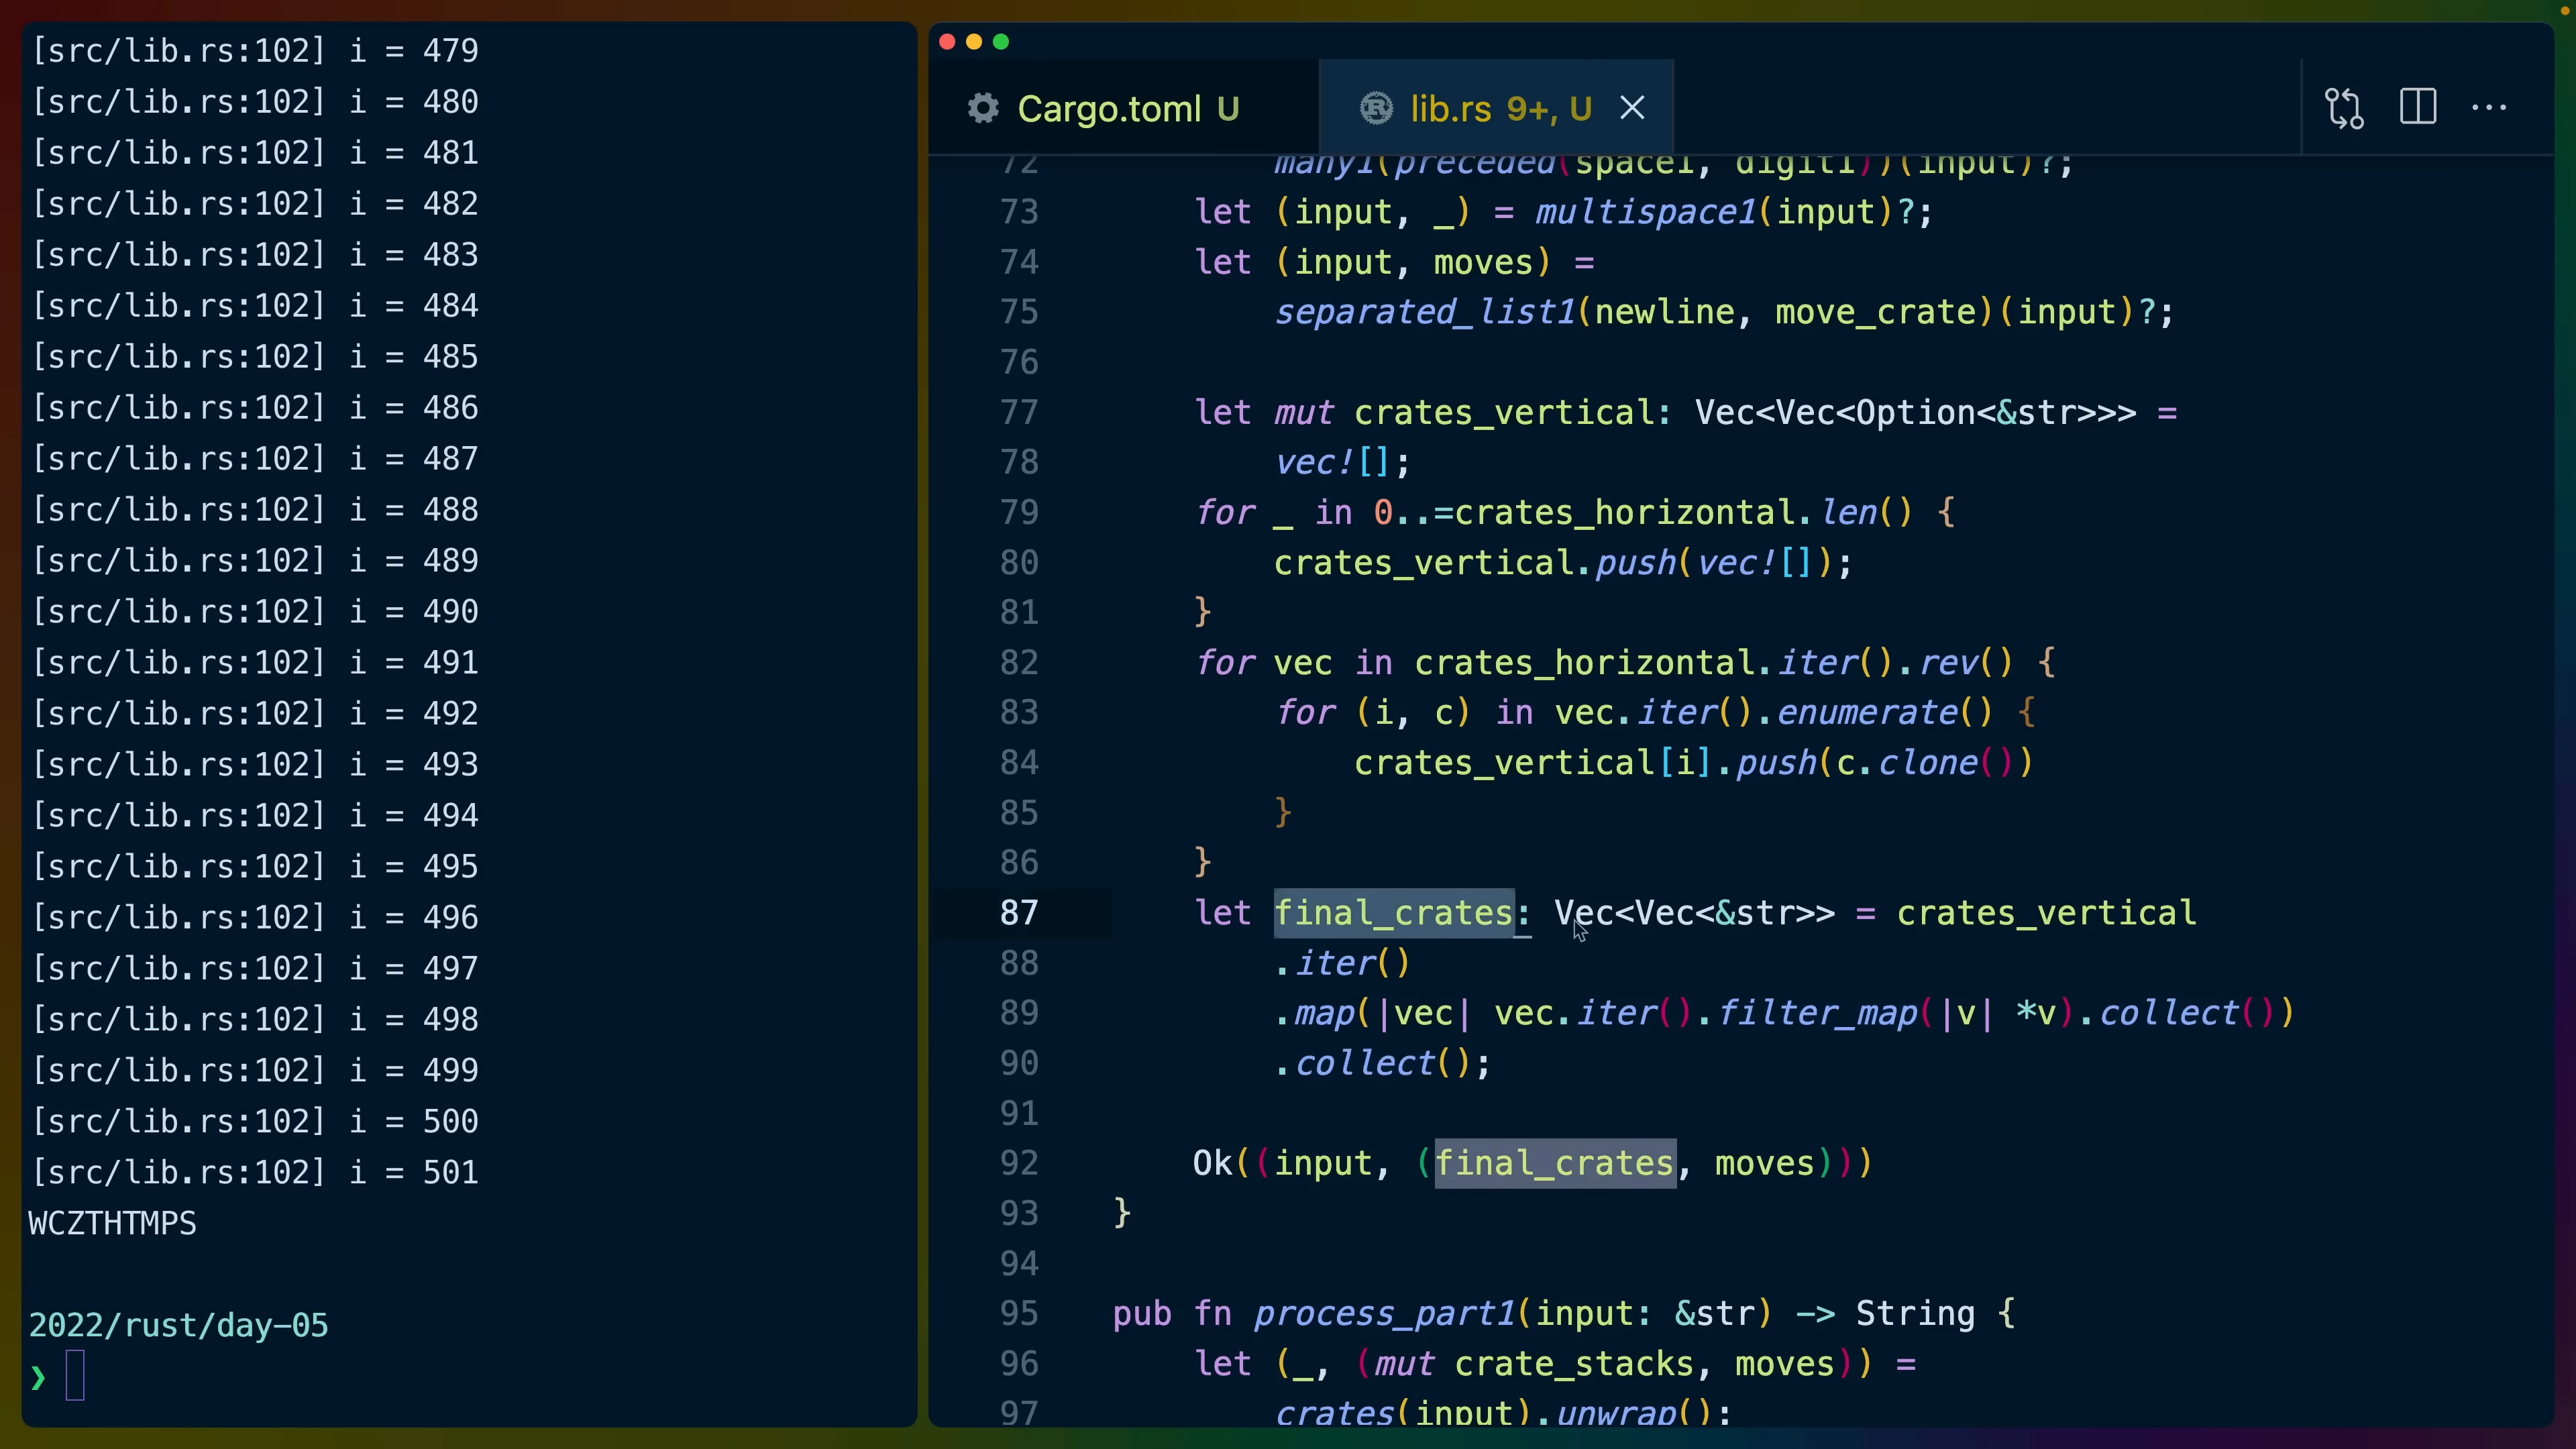 [src/lib.rs:102] i = 479
[src/lib.rs:102] i = 480
[src/lib.rs:102] i = 481
[src/lib.rs:102] i = 482
[src/lib.rs:102] i = 483
[src/lib.rs:102] i = 484
[src/lib.rs:102] i = 485
[src/lib.rs:102] i = 486
[src/lib.rs:102] i = 487
[src/lib.rs:102] i = 488
[src/lib.rs:102] i = 489
[src/lib.rs:102] i = 490
[src/lib.rs:102] i = 491
[src/lib.rs:102] i = 492
[src/lib.rs:102] i = 493
[src/lib.rs:102] i = 494
[src/lib.rs:102] i = 495
[src/lib.rs:102] i = 496
[src/lib.rs:102] i = 497
[src/lib.rs:102] i = 498
[src/lib.rs:102] i = 499
[src/lib.rs:102] i = 500
[src/lib.rs:102] i = 501
WCZTHTMPS
2022/rust/day-05
❯
Cargo.toml U
lib.rs 9+, U
72 many1(preceded(space1, digit1))(input)?;
73 let (input, _) = multispace1(input)?;
74 let (input, moves) =
75 separated_list1(newline, move_crate)(input)?;
76
77 let mut crates_vertical: Vec<Vec<Option<&str>>> =
78 vec![];
79 for _ in 0..=crates_horizontal.len() {
80 crates_vertical.push(vec![]);
81 }
82 for vec in crates_horizontal.iter().rev() {
83 for (i, c) in vec.iter().enumerate() {
84 crates_vertical[i].push(c.clone())
85 }
86 }
87 let final_crates: Vec<Vec<&str>> = crates_vertical
88 .iter()
89 .map(|vec| vec.iter().filter_map(|v| *v).collect())
90 .collect();
91
92 Ok((input, (final_crates, moves)))
93 }
94
95 pub fn process_part1(input: &str) -> String {
96 let (_, (mut crate_stacks, moves)) =
97 crates(input).unwrap();